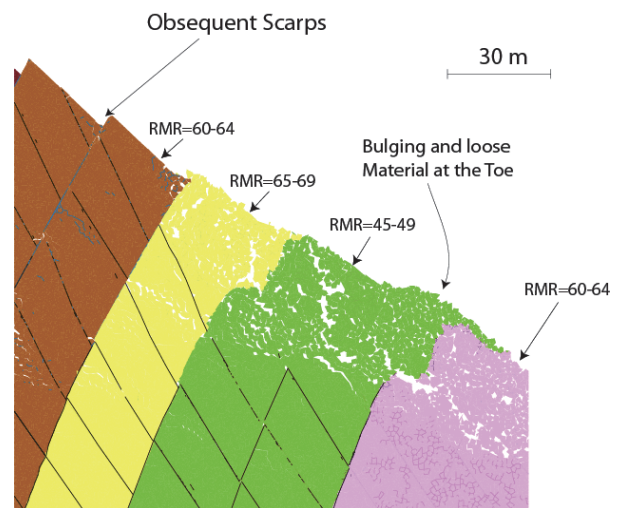 Obsequent Scarps
30 m
RMR=60-64
Bulging and loose
Material at the Toe
RMR=65-69
RMR=45-49
RMR=60-64